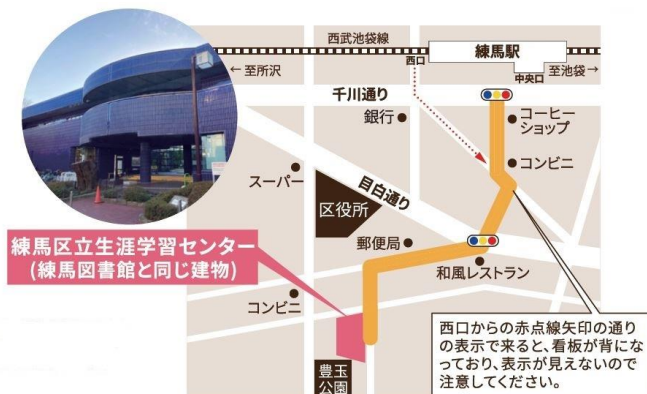 西武池袋線
練馬駅
西口
← 至所沢
中央口
至池袋 →
千川通り
銀行
コーヒー
ショップ
コンビニ
スーパー
目白通り
区役所
郵便局
和風レストラン
練馬区立生涯学習センター
(練馬図書館と同じ建物)
コンビニ
豊玉
公園
西口からの赤点線矢印の通り
の表示で来ると、看板が背にな
っており、表示が見えないので
注意してください。